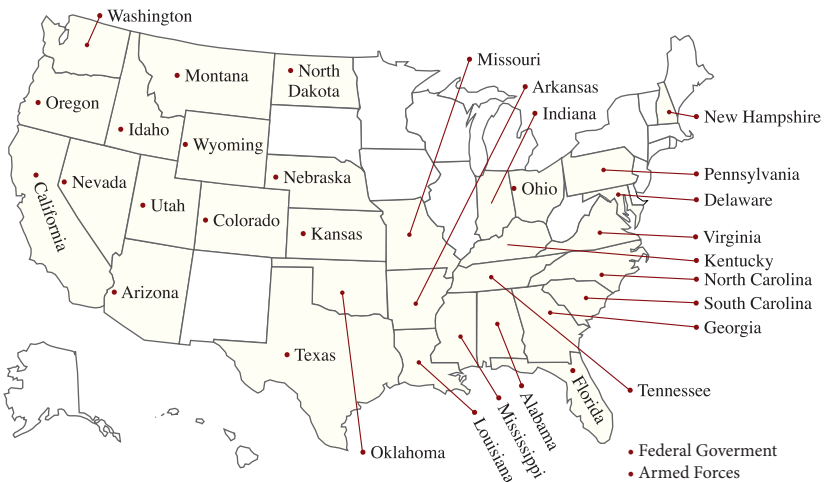 Washington
Missouri
Montana
North
Dakota
Arkansas
Oregon
Indiana
New Hampshire
Idaho
Wyoming
Pennsylvania
Nebraska
Nevada
Ohio
Delaware
Utah
California
Colorado
Kansas
Virginia
Kentucky
North Carolina
Arizona
South Carolina
Georgia
Texas
Tennessee
Florida
Alabama
Mississippi
Louisiana
Oklahoma
Federal Goverment
Armed Forces